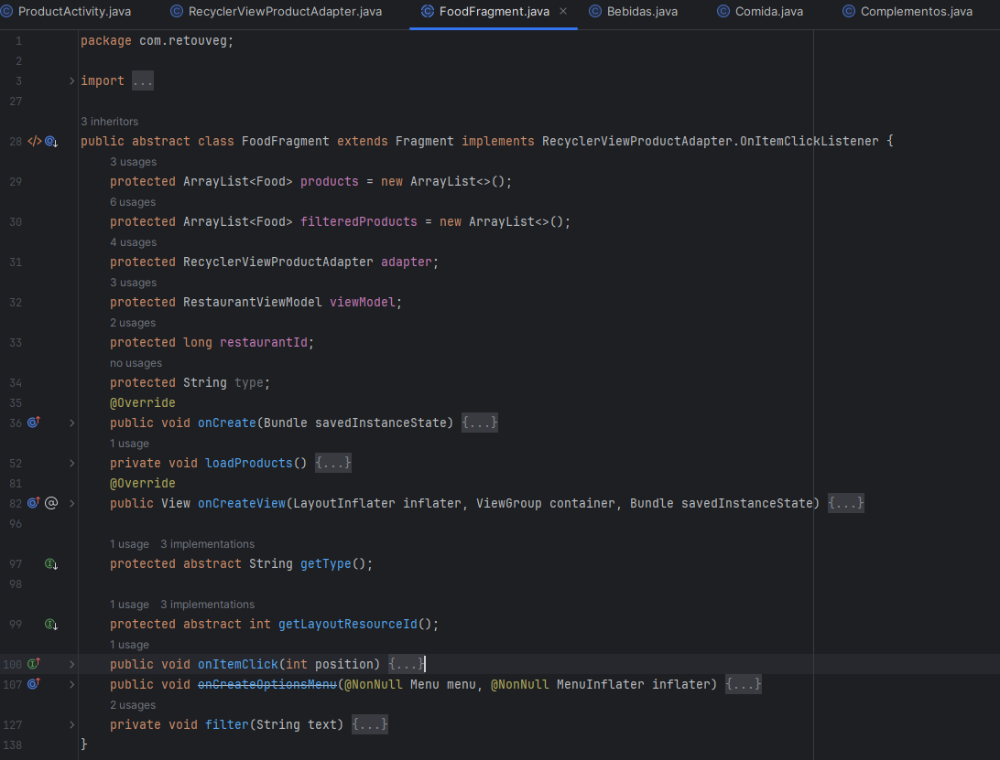 ProductActivity.java RecyclerViewProductAdapter.java FoodFragment.java × Bebidas.java Comida.java Complementos.java
1 package com.retouveg;
2
3 > import ...
27
3 inheritors
28 </> public abstract class FoodFragment extends Fragment implements RecyclerViewProductAdapter.OnItemClickListener {
3 usages
29 protected ArrayList<Food> products = new ArrayList<>();
6 usages
30 protected ArrayList<Food> filteredProducts = new ArrayList<>();
4 usages
31 protected RecyclerViewProductAdapter adapter;
3 usages
32 protected RestaurantViewModel viewModel;
2 usages
33 protected long restaurantId;
no usages
34 protected String type;
35 @Override
36 > public void onCreate(Bundle savedInstanceState) {...}
1 usage
52 > private void loadProducts() {...}
81 @Override
82 @ > public View onCreateView(LayoutInflater inflater, ViewGroup container, Bundle savedInstanceState) {...}
96
1 usage 3 implementations
97 protected abstract String getType();
98
1 usage 3 implementations
99 protected abstract int getLayoutResourceId();
1 usage
100 > public void onItemClick(int position) {...}
107 > public void onCreateOptionsMenu(@NonNull Menu menu, @NonNull MenuInflater inflater) {...}
2 usages
127 > private void filter(String text) {...}
138 }